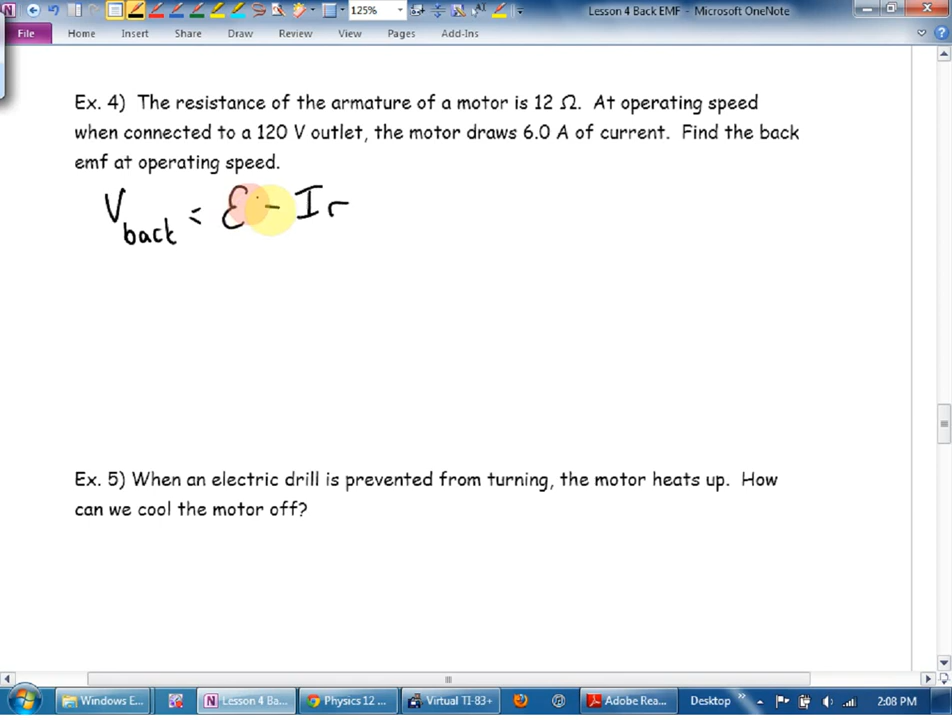 125%
Lesson 4 Back EMF - Microsoft OneNote
File Home Insert Share Draw Review View Pages Add-Ins
Ex. 4) The resistance of the armature of a motor is 12 Ω. At operating speed
when connected to a 120 V outlet, the motor draws 6.0 A of current. Find the back
emf at operating speed.
V back = ℰ - Ir
Ex. 5) When an electric drill is prevented from turning, the motor heats up. How
can we cool the motor off?
Windows E... Lesson 4 Ba... Physics 12 ... Virtual TI-83+ Adobe Rea... Desktop 2:08 PM